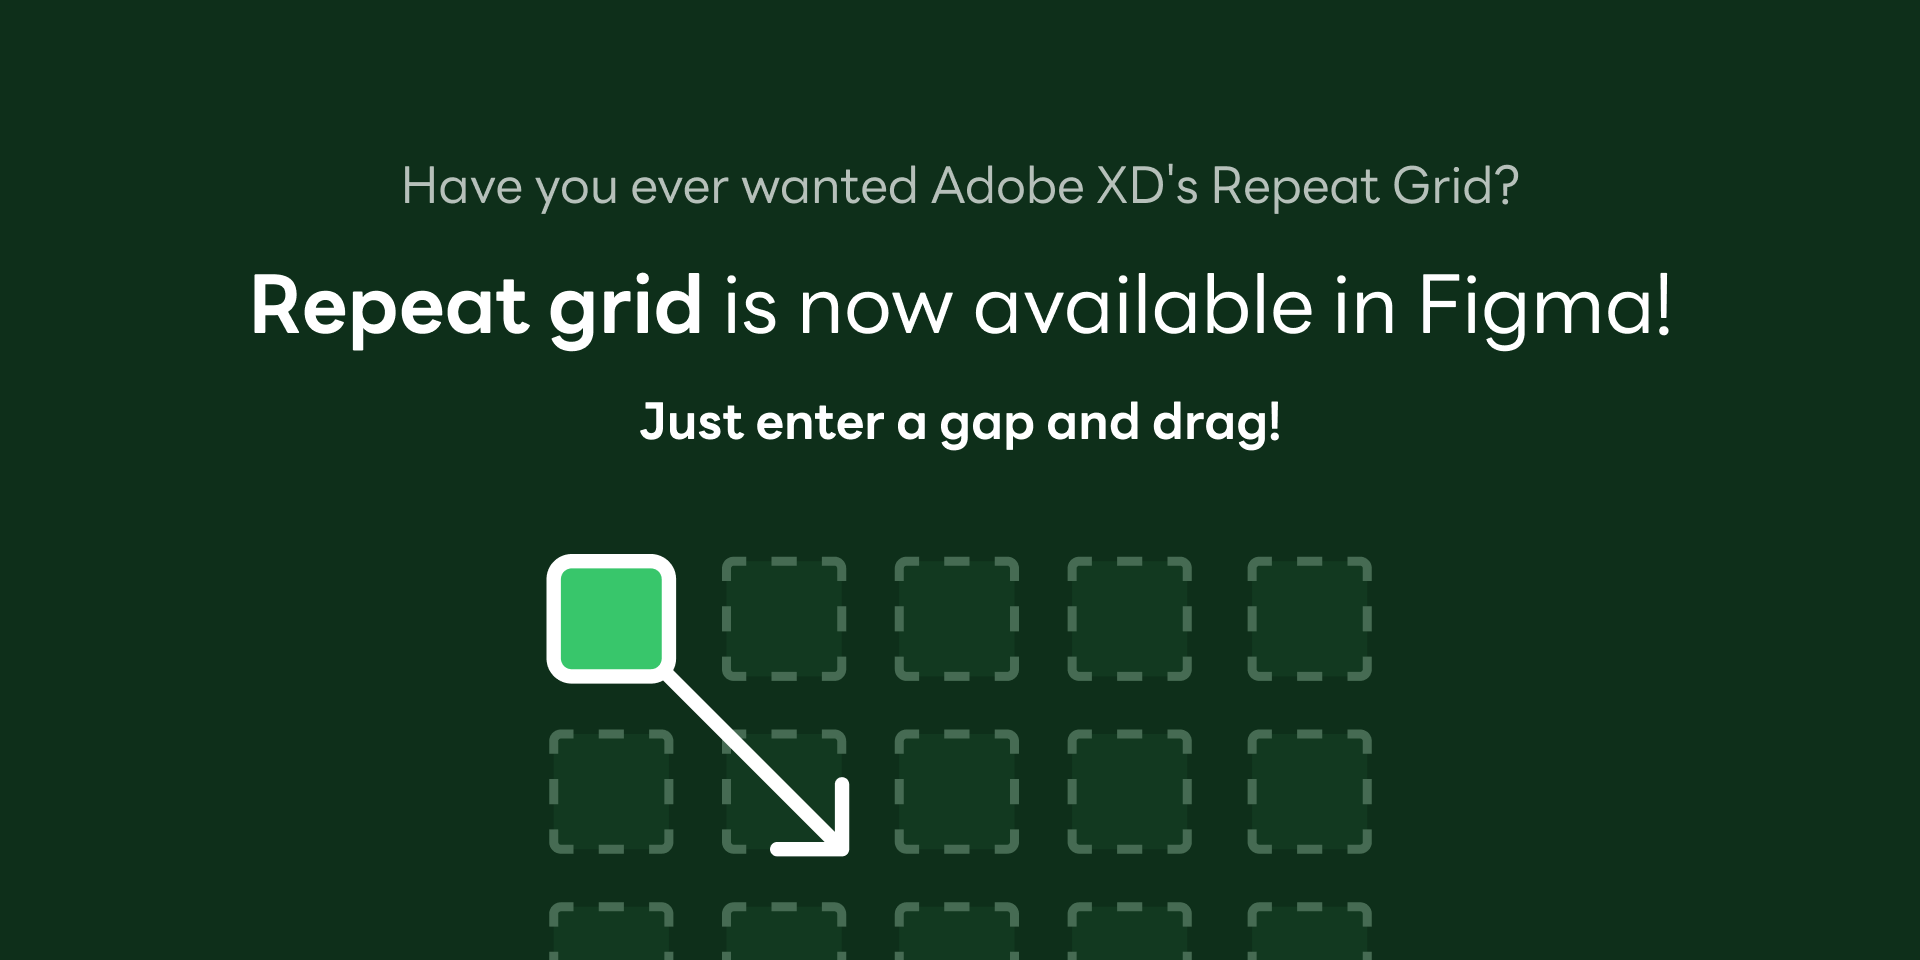 Have you ever wanted Adobe XD's Repeat Grid?
Repeat grid is now available in Figma!
Just enter a gap and drag!